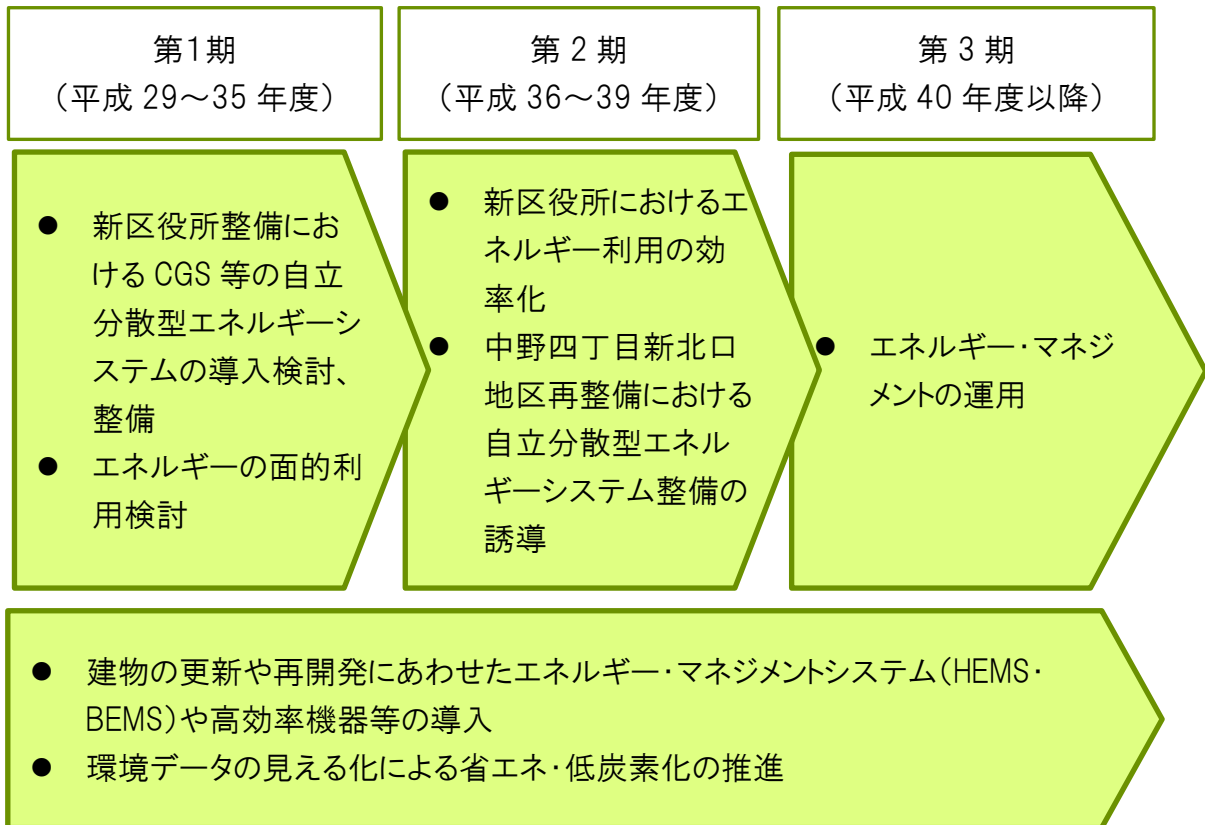 第1期
（平成 29～35 年度）
第 2 期
（平成 36～39 年度）
第 3 期
（平成 40 年度以降）
● 新区役所整備にお
ける CGS 等の自立
分散型エネルギーシ
ステムの導入検討、
整備
● エネルギーの面的利
用検討
● 新区役所におけるエ
ネルギー利用の効
率化
● 中野四丁目新北口
地区再整備における
自立分散型エネル
ギーシステム整備の
誘導
● エネルギー・マネジ
メントの運用
● 建物の更新や再開発にあわせたエネルギー・マネジメントシステム（HEMS・
BEMS）や高効率機器等の導入
● 環境データの見える化による省エネ・低炭素化の推進